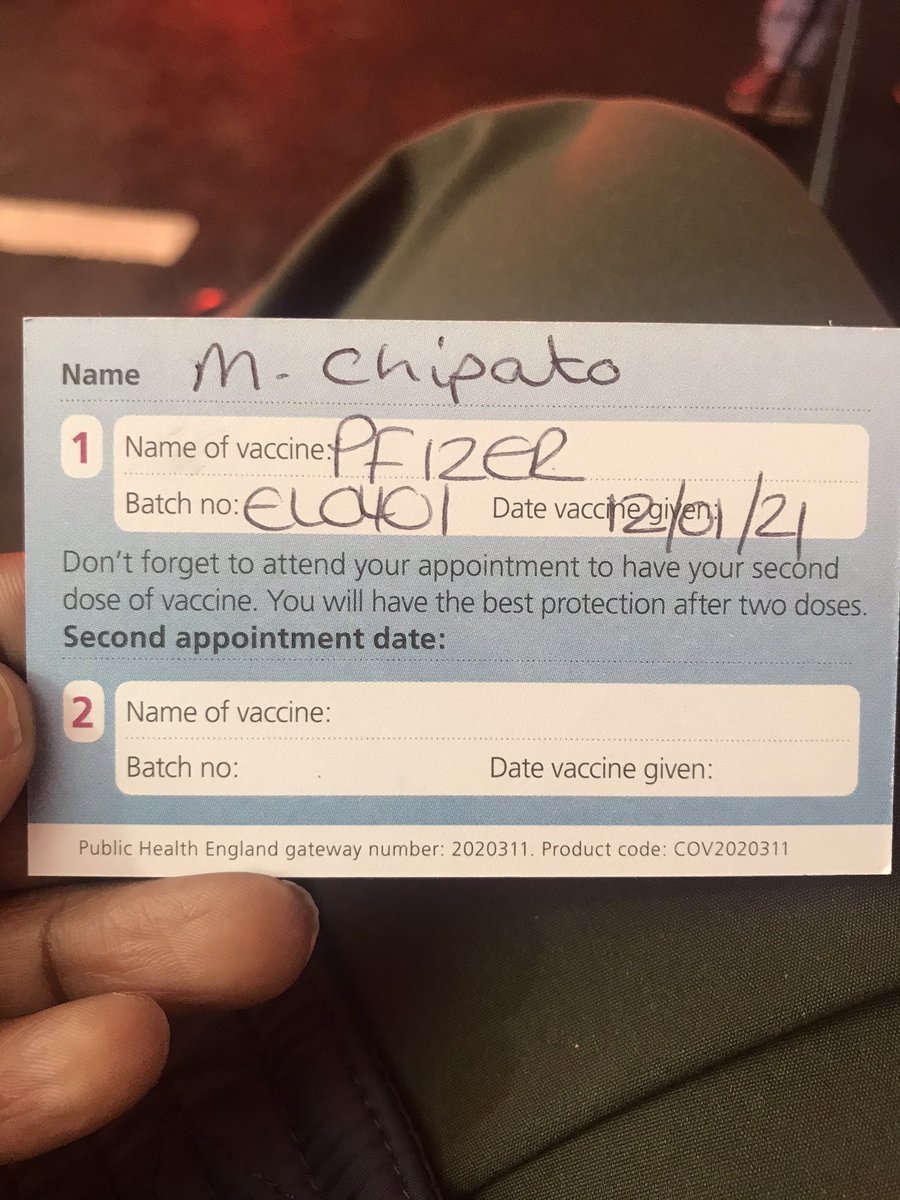 Name M. Chipato
1 Name of vaccine: PFIZER
Batch no: EL0401 Date vaccine given: 12/01/21
Don't forget to attend your appointment to have your second
dose of vaccine. You will have the best protection after two doses.
Second appointment date:
2 Name of vaccine:
Batch no: Date vaccine given:
Public Health England gateway number: 2020311. Product code: COV2020311